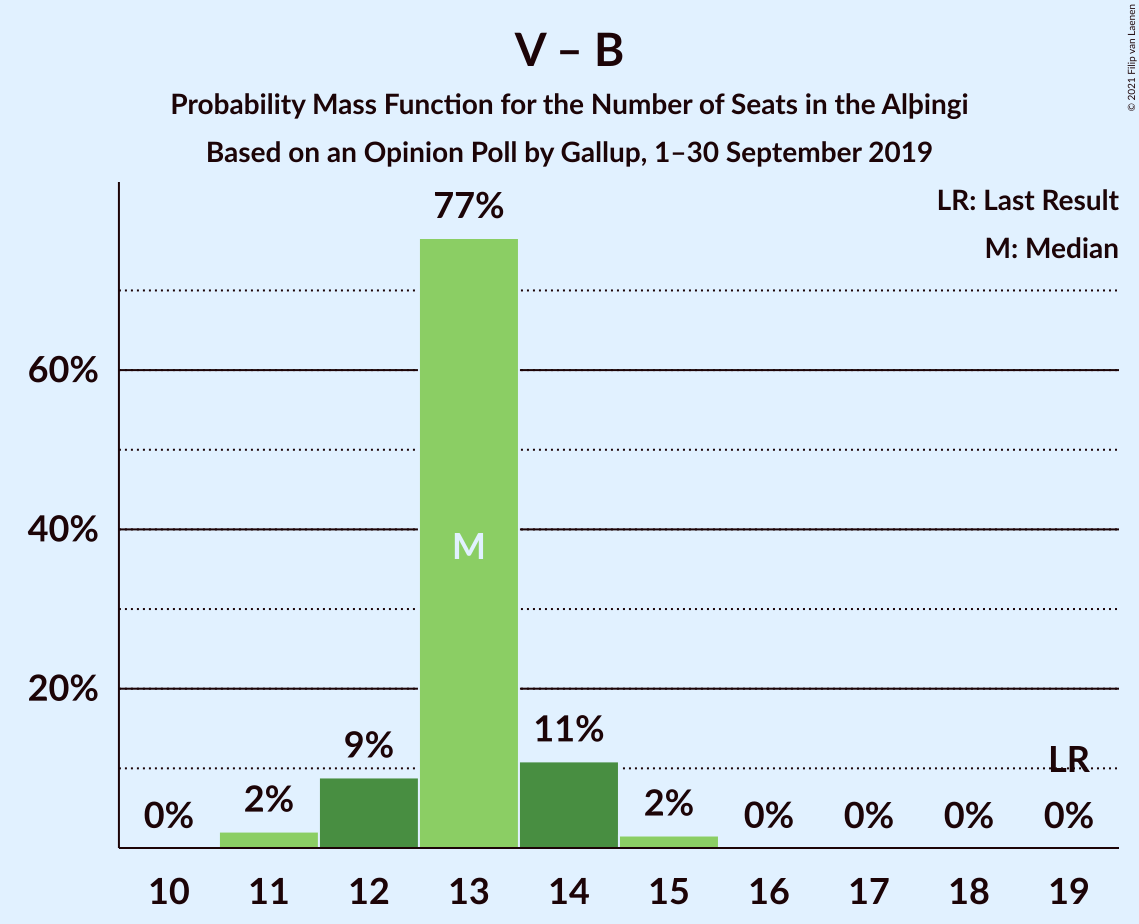 V – B
Probability Mass Function for the Number of Seats in the Alþingi
Based on an Opinion Poll by Gallup, 1–30 September 2019
© 2021 Filip van Laenen
LR: Last Result
M: Median
77%
60%
40%
M
20%
11%
9%
LR
2%
2%
0%
0%
0%
0%
0%
10 11 12 13 14 15 16 17 18 19